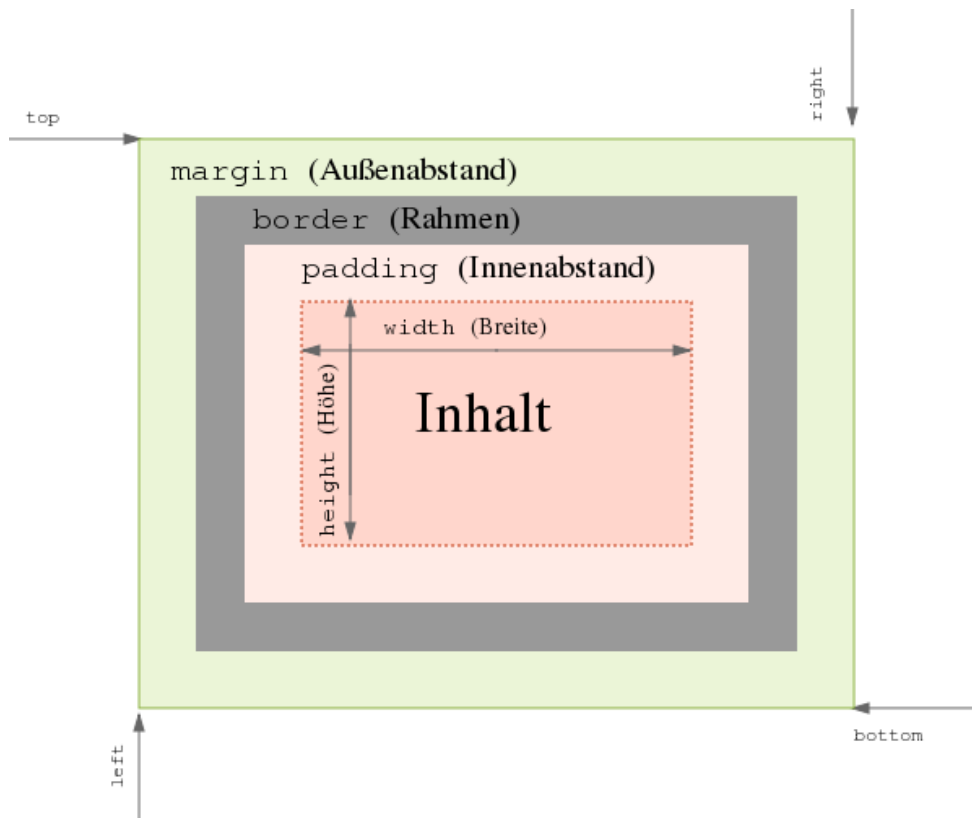 right
top
margin (Außenabstand)
border (Rahmen)
padding (Innenabstand)
width (Breite)
height (Höhe)
Inhalt
left
bottom